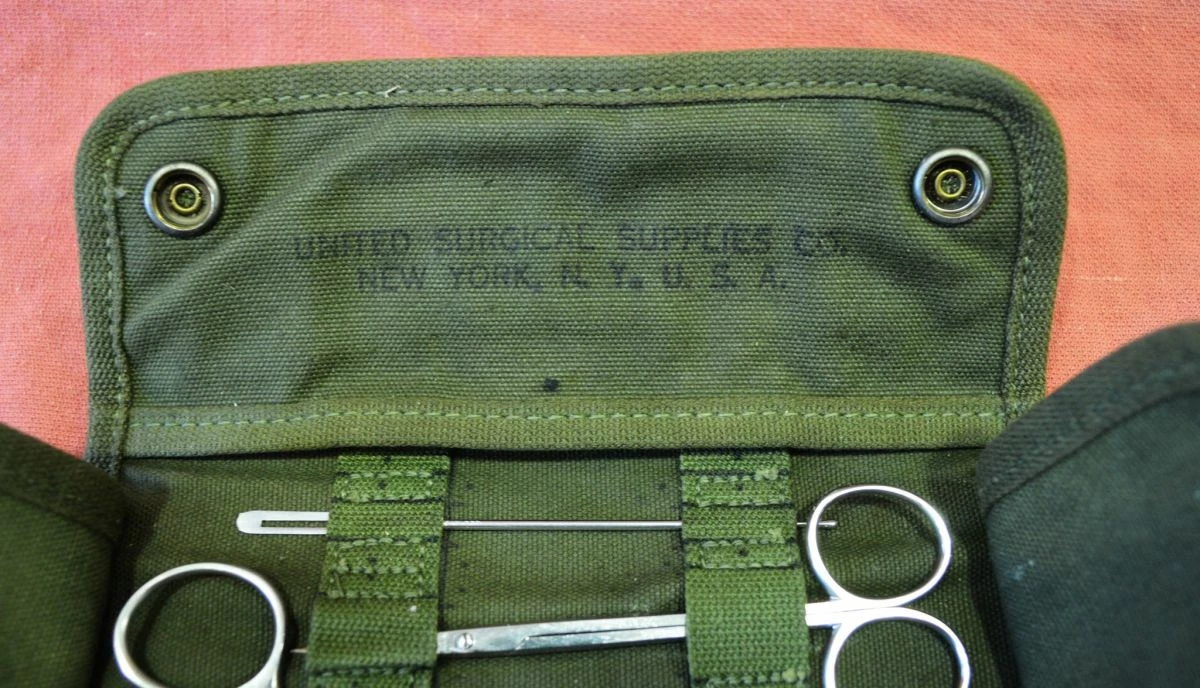 UNITED SURGICAL SUPPLIES CO.
NEW YORK, N. Y. U. S. A.